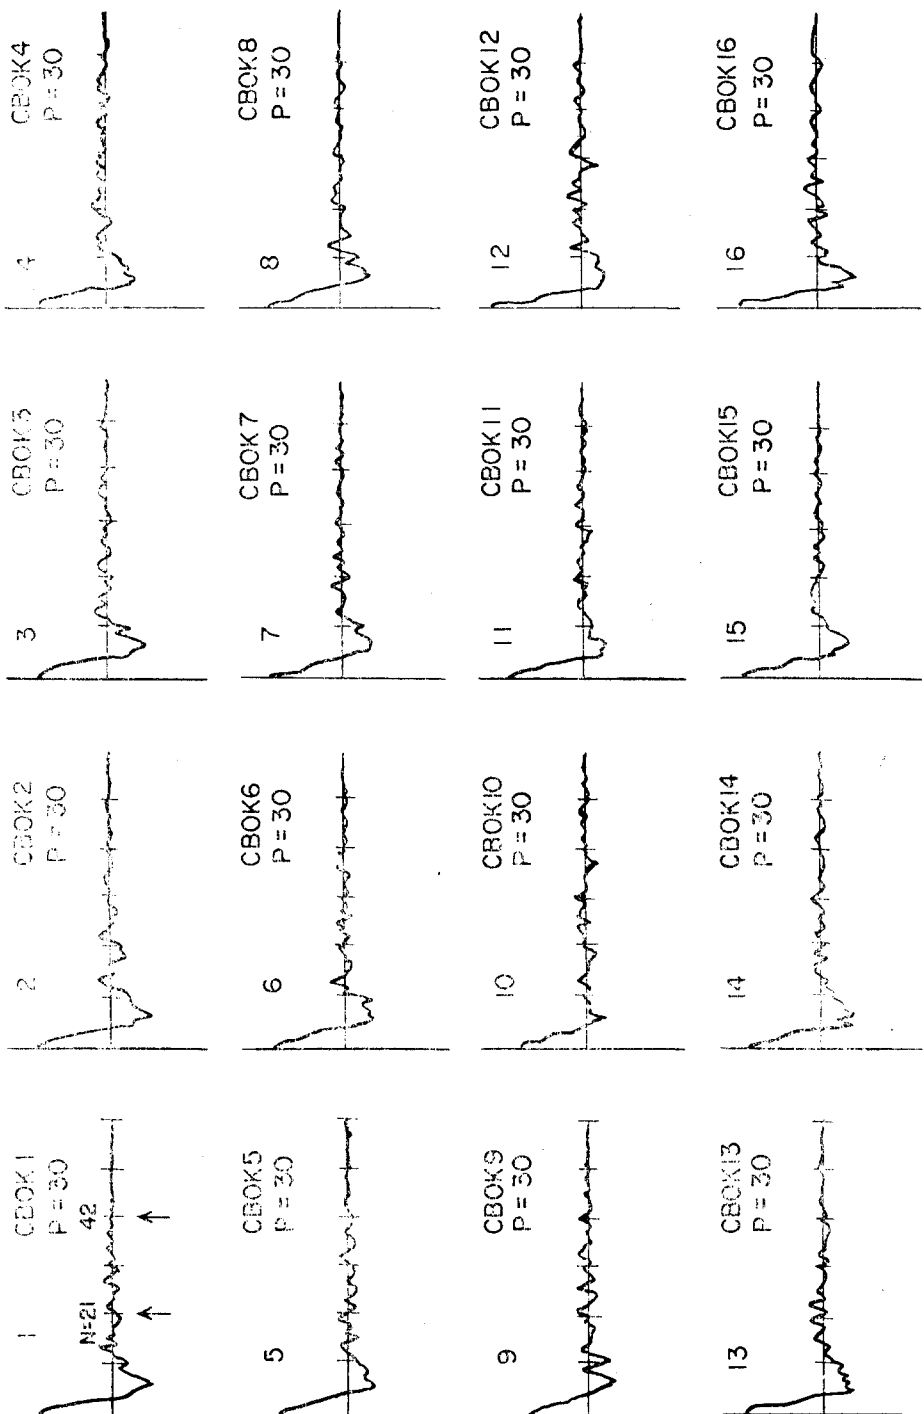 1
CBOK1
P = 30
N=21 42
2
CBOK2
P = 30
3
CBOK3
P = 30
4
CBOK4
P = 30
5
CBOK5
P = 30
6
CBOK6
P = 30
7
CBOK7
P = 30
8
CBOK8
P = 30
9
CBOK9
P = 30
10
CBOK10
P = 30
11
CBOK11
P = 30
12
CBOK12
P = 30
13
CBOK13
P = 30
14
CBOK14
P = 30
15
CBOK15
P = 30
16
CBOK16
P = 30